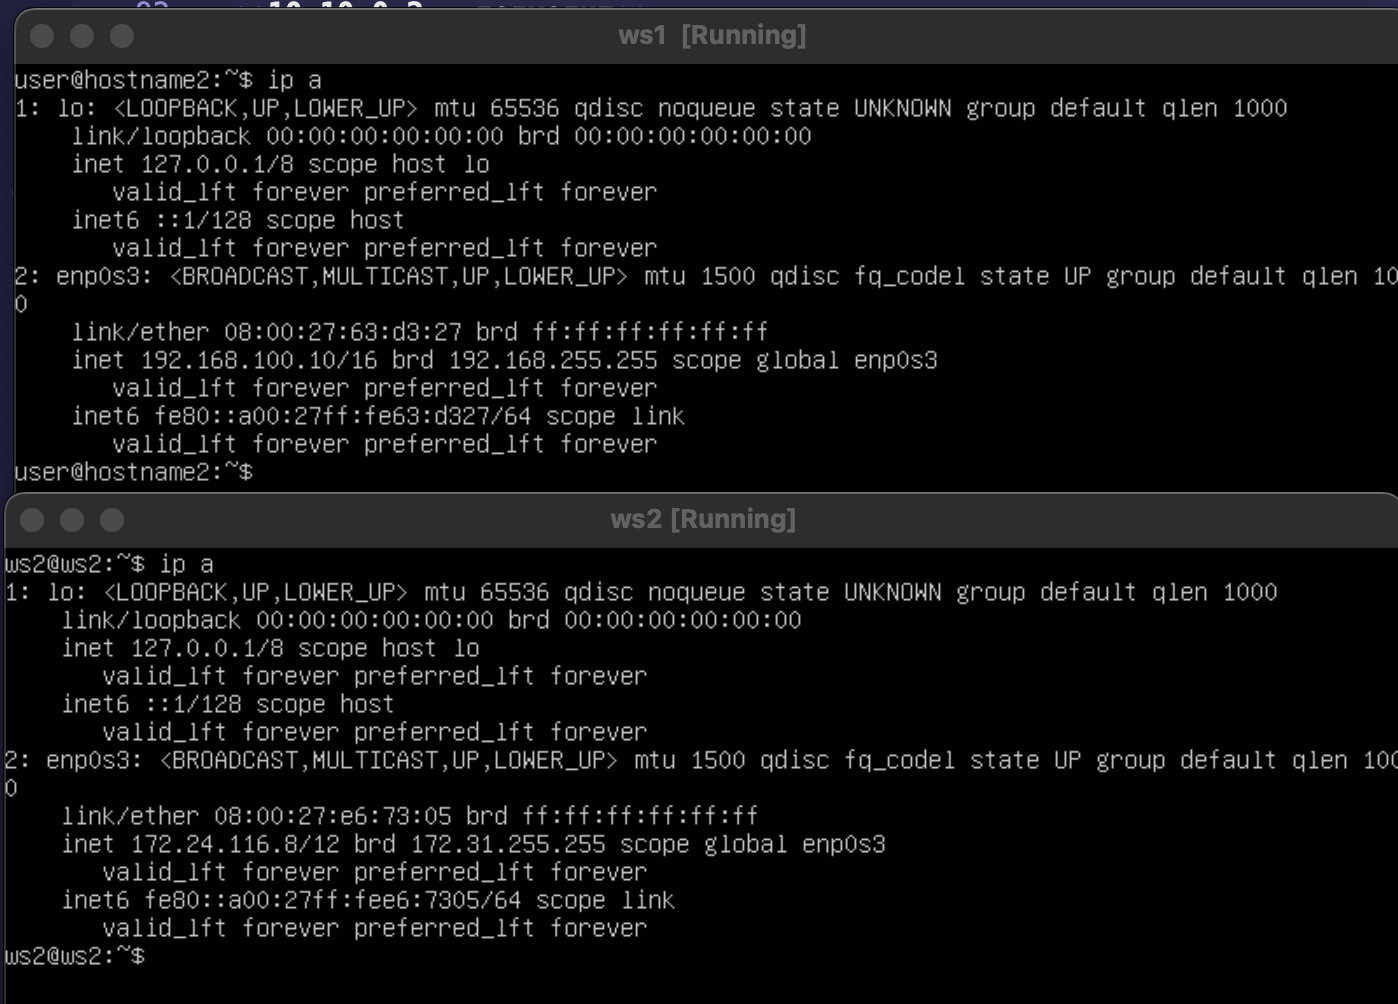 ws1 [Running]
user@hostname2:~$ ip a
1: lo: <LOOPBACK,UP,LOWER_UP> mtu 65536 qdisc noqueue state UNKNOWN group default qlen 1000
link/loopback 00:00:00:00:00:00 brd 00:00:00:00:00:00
inet 127.0.0.1/8 scope host lo
valid_lft forever preferred_lft forever
inet6 ::1/128 scope host
valid_lft forever preferred_lft forever
2: enp0s3: <BROADCAST,MULTICAST,UP,LOWER_UP> mtu 1500 qdisc fq_codel state UP group default qlen 10
0
link/ether 08:00:27:63:d3:27 brd ff:ff:ff:ff:ff:ff
inet 192.168.100.10/16 brd 192.168.255.255 scope global enp0s3
valid_lft forever preferred_lft forever
inet6 fe80::a00:27ff:fe63:d327/64 scope link
valid_lft forever preferred_lft forever
user@hostname2:~$
ws2 [Running]
ws2@ws2:~$ ip a
1: lo: <LOOPBACK,UP,LOWER_UP> mtu 65536 qdisc noqueue state UNKNOWN group default qlen 1000
link/loopback 00:00:00:00:00:00 brd 00:00:00:00:00:00
inet 127.0.0.1/8 scope host lo
valid_lft forever preferred_lft forever
inet6 ::1/128 scope host
valid_lft forever preferred_lft forever
2: enp0s3: <BROADCAST,MULTICAST,UP,LOWER_UP> mtu 1500 qdisc fq_codel state UP group default qlen 100
0
link/ether 08:00:27:e6:73:05 brd ff:ff:ff:ff:ff:ff
inet 172.24.116.8/12 brd 172.31.255.255 scope global enp0s3
valid_lft forever preferred_lft forever
inet6 fe80::a00:27ff:fee6:7305/64 scope link
valid_lft forever preferred_lft forever
ws2@ws2:~$